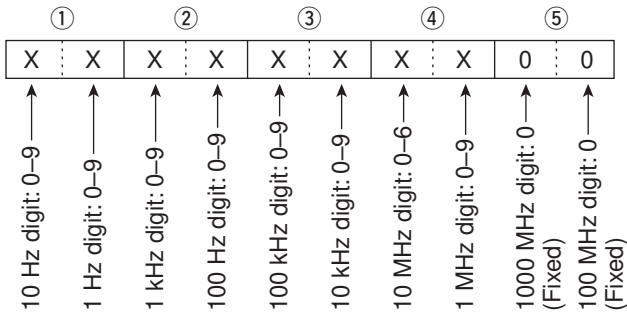 ① ② ③ ④ ⑤
X X X X X X X X 0 0
10 Hz digit: 0–9
1 Hz digit: 0–9
1 kHz digit: 0–9
100 Hz digit: 0–9
100 kHz digit: 0–9
10 kHz digit: 0–9
10 MHz digit: 0–6
1 MHz digit: 0–9
1000 MHz digit: 0
(Fixed)
100 MHz digit: 0
(Fixed)